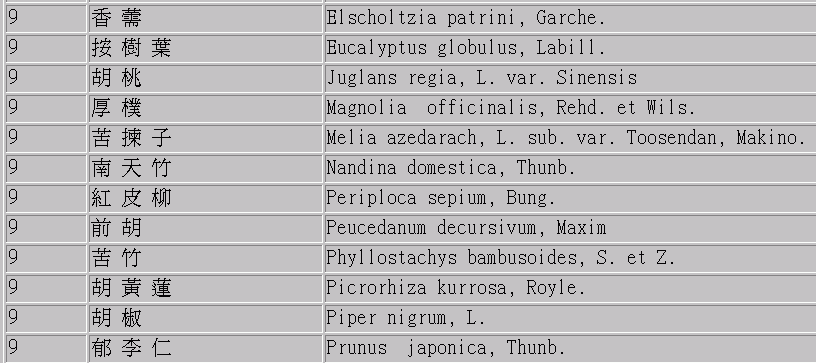 9 香 薷 Elscholtzia patrini, Garche.
9 按 樹 葉 Eucalyptus globulus, Labill.
9 胡 桃 Juglans regia, L. var. Sinensis
9 厚 樸 Magnolia  officinalis, Rehd. et Wils.
9 苦 揀 子 Melia azedarach, L. sub. var. Toosendan, Makino.
9 南 天 竹 Nandina domestica, Thunb.
9 紅 皮 柳 Periploca sepium, Bung.
9 前 胡 Peucedanum decursivum, Maxim
9 苦 竹 Phyllostachys bambusoides, S. et Z.
9 胡 黃 蓮 Picrorhiza kurrosa, Royle.
9 胡 椒 Piper nigrum, L.
9 郁 李 仁 Prunus  japonica, Thunb.